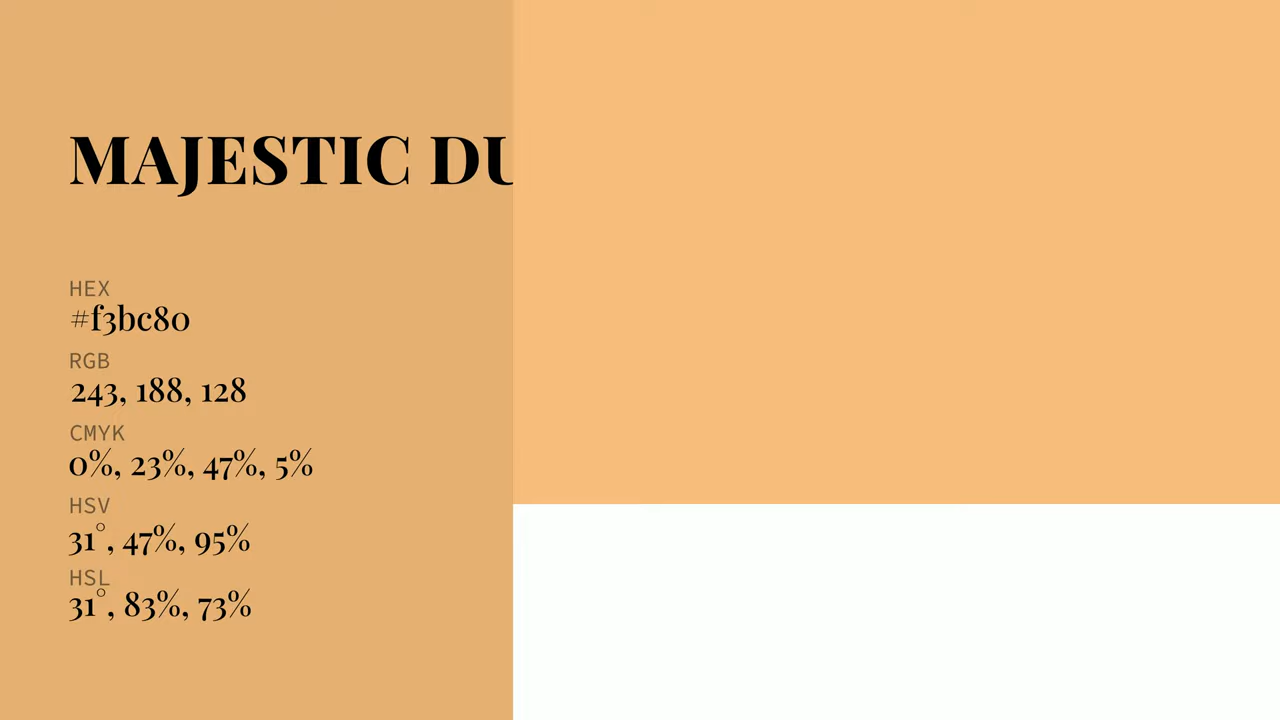 MAJESTIC DU
HEX
#f3bc80
RGB
243, 188, 128
CMYK
0%, 23%, 47%, 5%
HSV
31°, 47%, 95%
HSL
31°, 83%, 73%